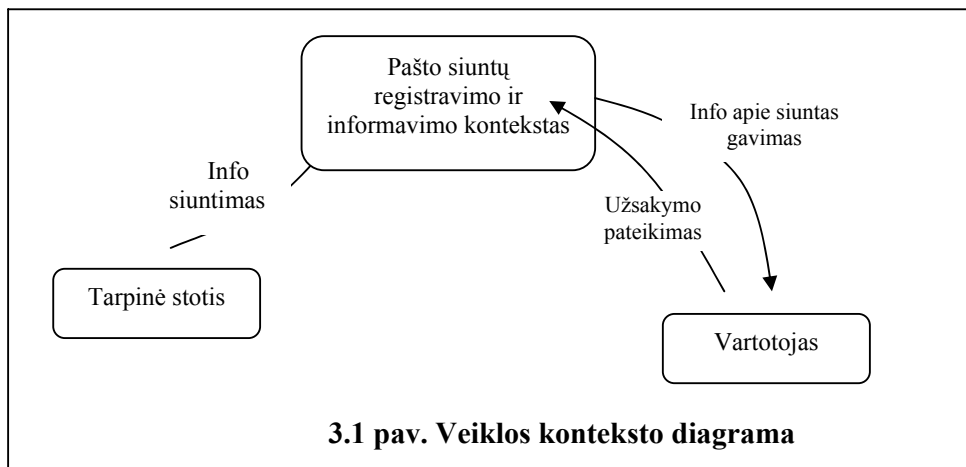 Pašto siuntų
registravimo ir
informavimo kontekstas
Info apie siuntas
gavimas
Info
siuntimas
Užsakymo
pateikimas
Tarpinė stotis
Vartotojas
3.1 pav. Veiklos konteksto diagrama